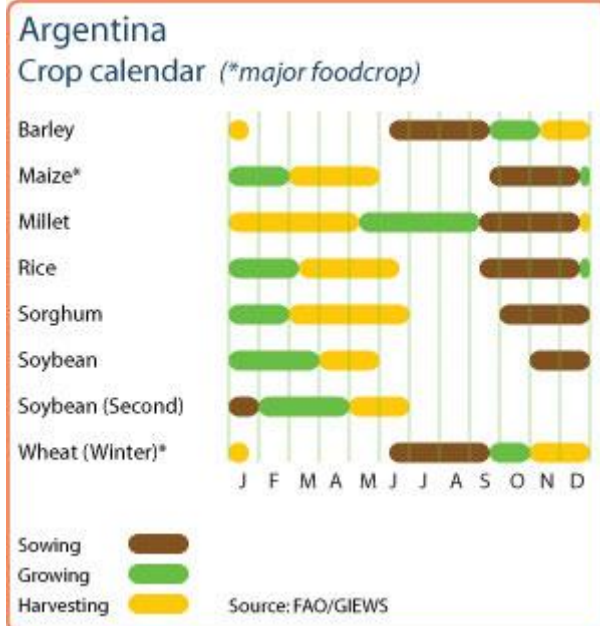 Argentina
Crop calendar (*major foodcrop)
Barley
Maize*
Millet
Rice
Sorghum
Soybean
Soybean (Second)
Wheat (Winter)*
J F M A M J J A S O N D
Sowing
Growing
Harvesting
Source: FAO/GIEWS